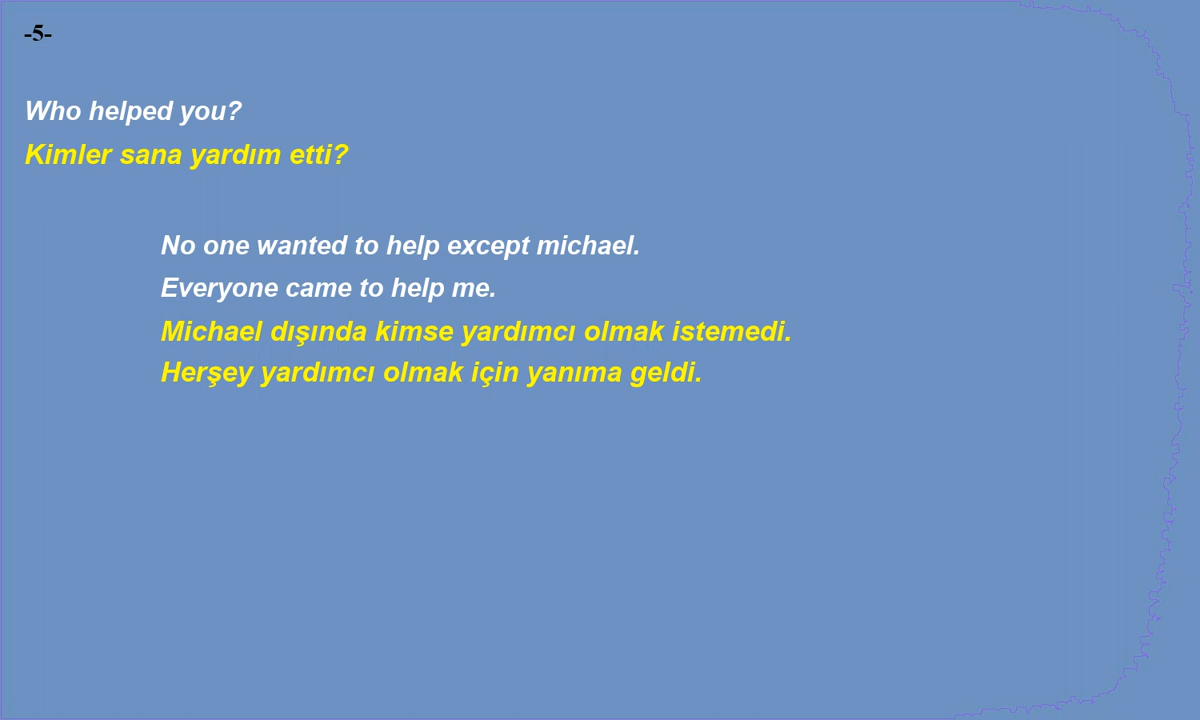 -5-
Who helped you?
Kimler sana yardım etti?
No one wanted to help except michael.
Everyone came to help me.
Michael dışında kimse yardımcı olmak istemedi.
Herşey yardımcı olmak için yanıma geldi.